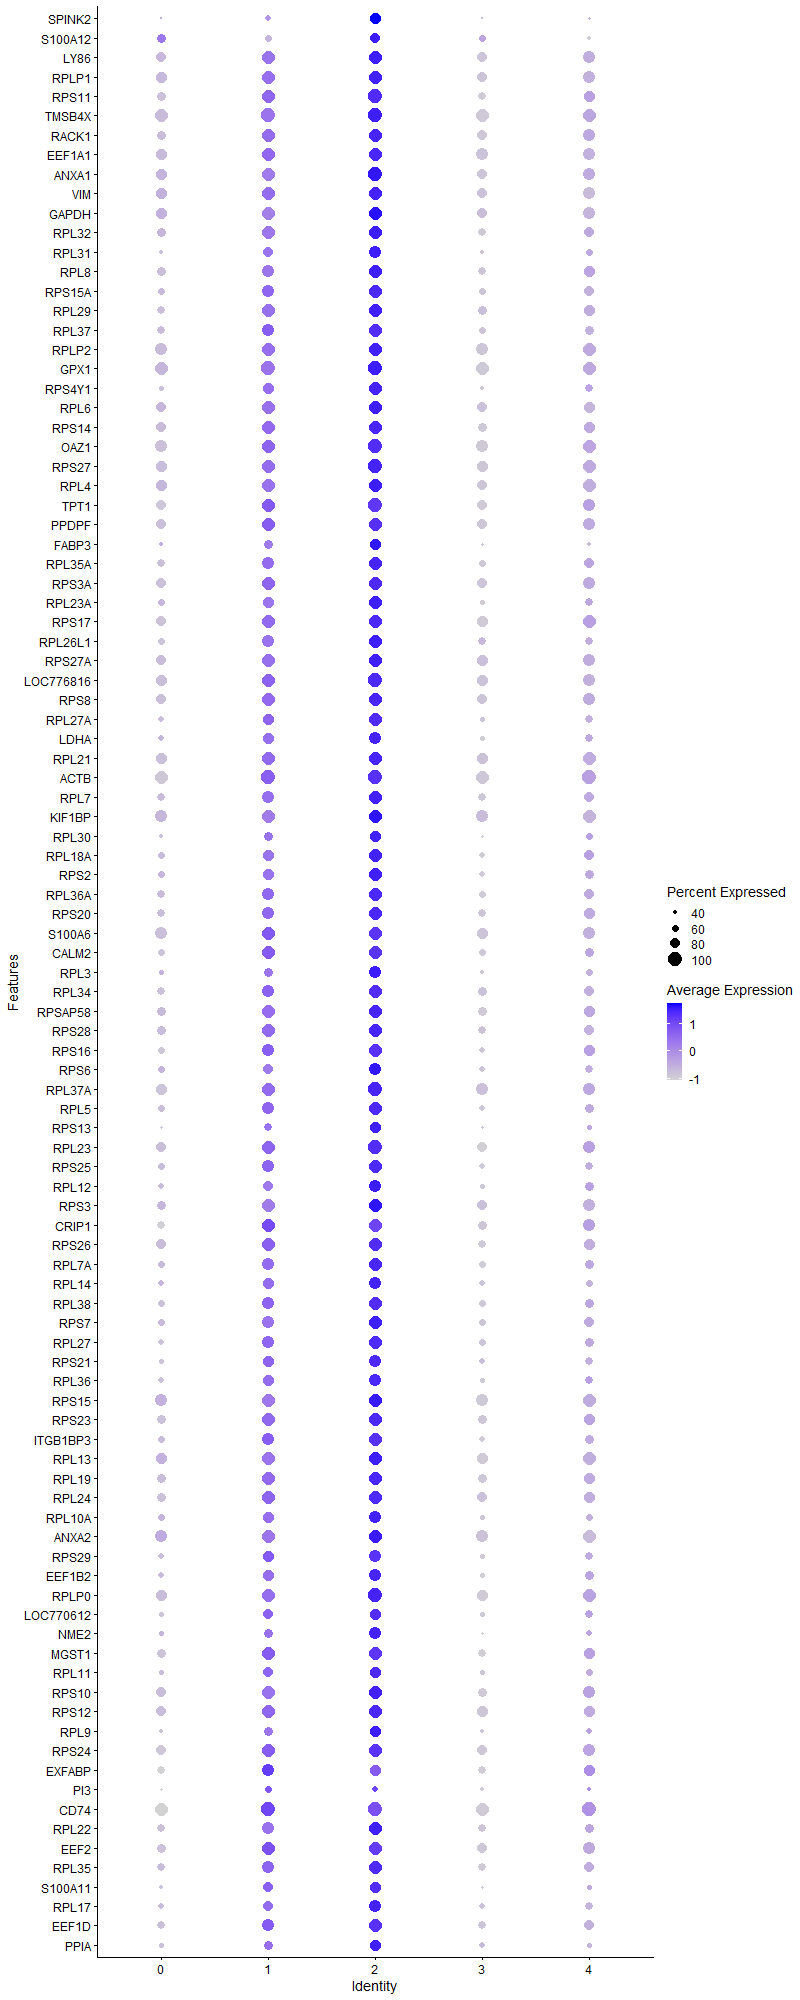 SPINK2
S100A12
LY86
RPLP1
RPS11
TMSB4X
RACK1
EEF1A1
ANXA1
VIM
GAPDH
RPL32
RPL31
RPL8
RPS15A
RPL29
RPL37
RPLP2
GPX1
RPS4Y1
RPL6
RPS14
OAZ1
RPS27
RPL4
TPT1
PPDPF
FABP3
RPL35A
RPS3A
RPL23A
RPS17
RPL26L1
RPS27A
LOC776816
RPS8
RPL27A
LDHA
RPL21
ACTB
RPL7
KIF1BP
RPL30
RPL18A
RPS2
RPL36A
RPS20
S100A6
CALM2
RPL3
RPL34
RPSAP58
RPS28
RPS16
RPS6
RPL37A
RPL5
RPS13
RPL23
RPS25
RPL12
RPS3
CRIP1
RPS26
RPL7A
RPL14
RPL38
RPS7
RPL27
RPS21
RPL36
RPS15
RPS23
ITGB1BP3
RPL13
RPL19
RPL24
RPL10A
ANXA2
RPS29
EEF1B2
RPLP0
LOC770612
NME2
MGST1
RPL11
RPS10
RPS12
RPL9
RPS24
EXFABP
PI3
CD74
RPL22
EEF2
RPL35
S100A11
RPL17
EEF1D
PPIA
Features
0 1 2 3 4
Identity
Percent Expressed
40
60
80
100
Average Expression
1
0
-1